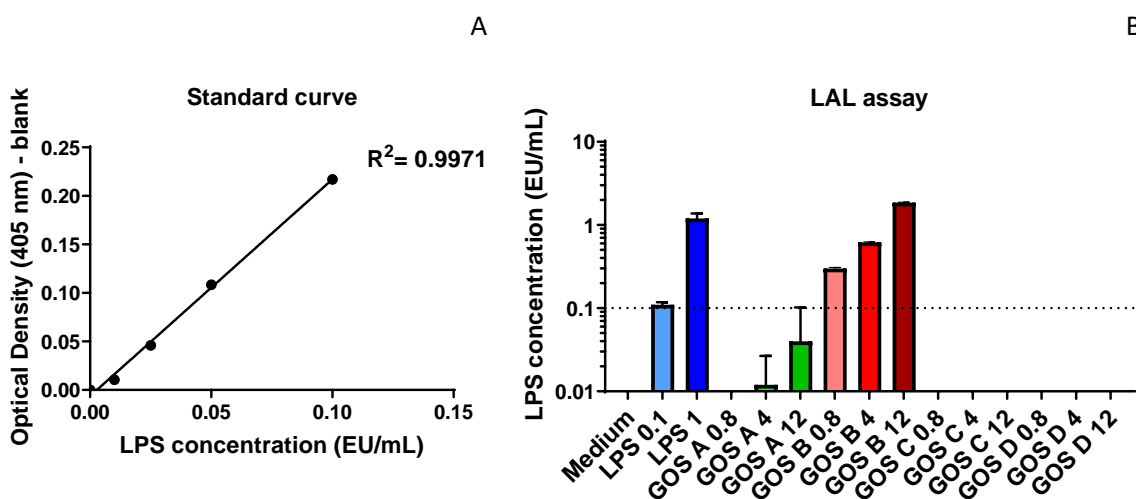 A
Standard curve
R²= 0.9971
Optical Density (405 nm) - blank
0.25
0.20
0.15
0.10
0.05
0.00
0.00 0.05 0.10 0.15
LPS concentration (EU/mL)
B
LAL assay
LPS concentration (EU/mL)
10
1
0.1
0.01
Medium
LPS 0.1
LPS 1
GOS A 0.8
GOS A 4
GOS A 12
GOS B 0.8
GOS B 4
GOS B 12
GOS C 0.8
GOS C 4
GOS C 12
GOS D 0.8
GOS D 4
GOS D 12